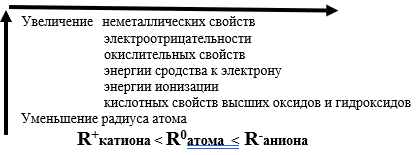 Увеличение неметаллических свойств
электроотрицательности
окислительных свойств
энергии сродства к электрону
энергии ионизации
кислотных свойств высших оксидов и гидроксидов
Уменьшение радиуса атома
R⁺катиона < R⁰атома < R⁻аниона